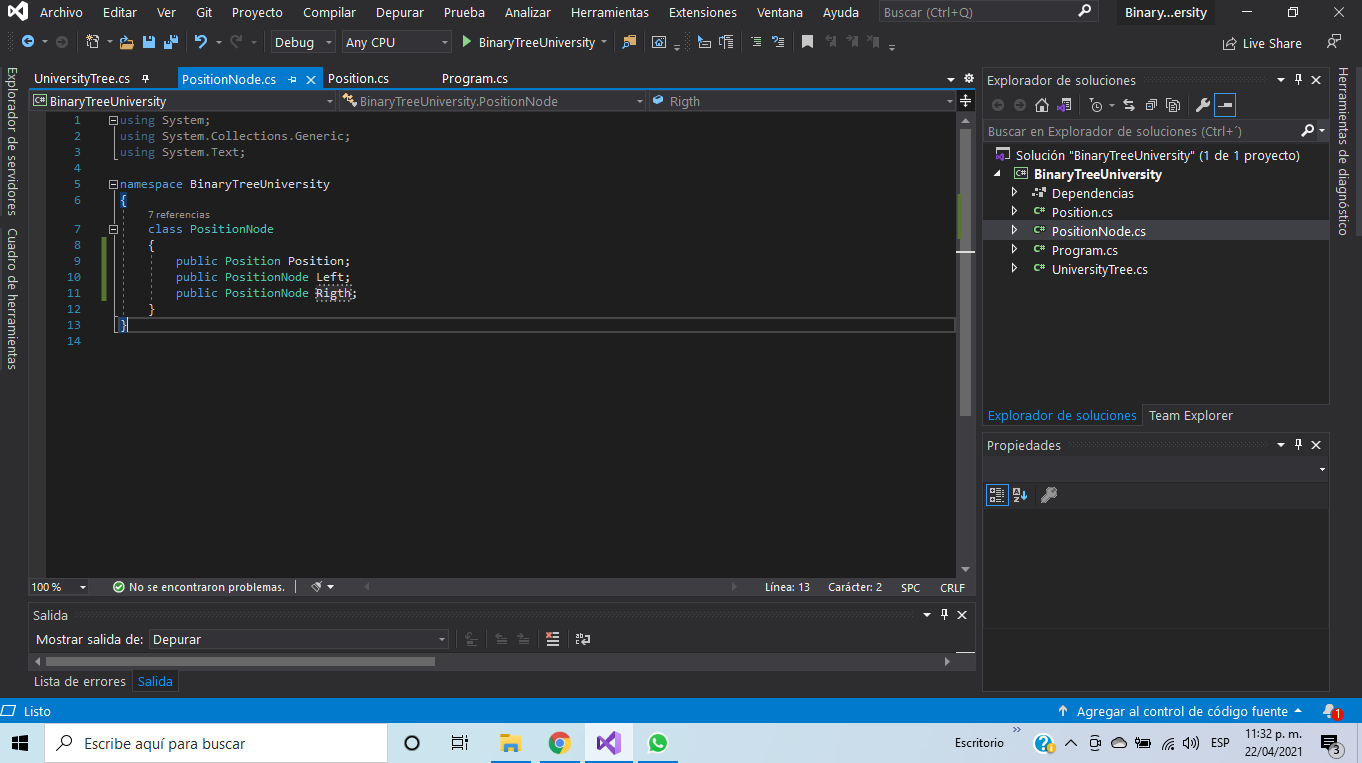 Archivo Editar Ver Git Proyecto Compilar Depurar Prueba Analizar Herramientas Extensiones Ventana Ayuda Buscar (Ctrl+Q) Binary...ersity
Debug Any CPU BinaryTreeUniversity Live Share
Explorador de servidores
Cuadro de herramientas
UniversityTree.cs PositionNode.cs Position.cs Program.cs
BinaryTreeUniversity BinaryTreeUniversity.PositionNode Rigth
1 using System;
2 using System.Collections.Generic;
3 using System.Text;
4
5 namespace BinaryTreeUniversity
6 {
7 referencias
7 class PositionNode
8 {
9 public Position Position;
10 public PositionNode Left;
11 public PositionNode Rigth;
12 }
13 }
14
100 % No se encontraron problemas. Línea: 13 Carácter: 2 SPC CRLF
Salida
Mostrar salida de: Depurar
Lista de errores Salida
Explorador de soluciones
Buscar en Explorador de soluciones (Ctrl+´)
Solución "BinaryTreeUniversity" (1 de 1 proyecto)
C# BinaryTreeUniversity
Dependencias
C# Position.cs
C# PositionNode.cs
C# Program.cs
C# UniversityTree.cs
Explorador de soluciones Team Explorer
Propiedades
Herramientas de diagnóstico
Listo Agregar al control de código fuente 1
Escribe aquí para buscar Escritorio ESP 11:32 p. m.
22/04/2021 3